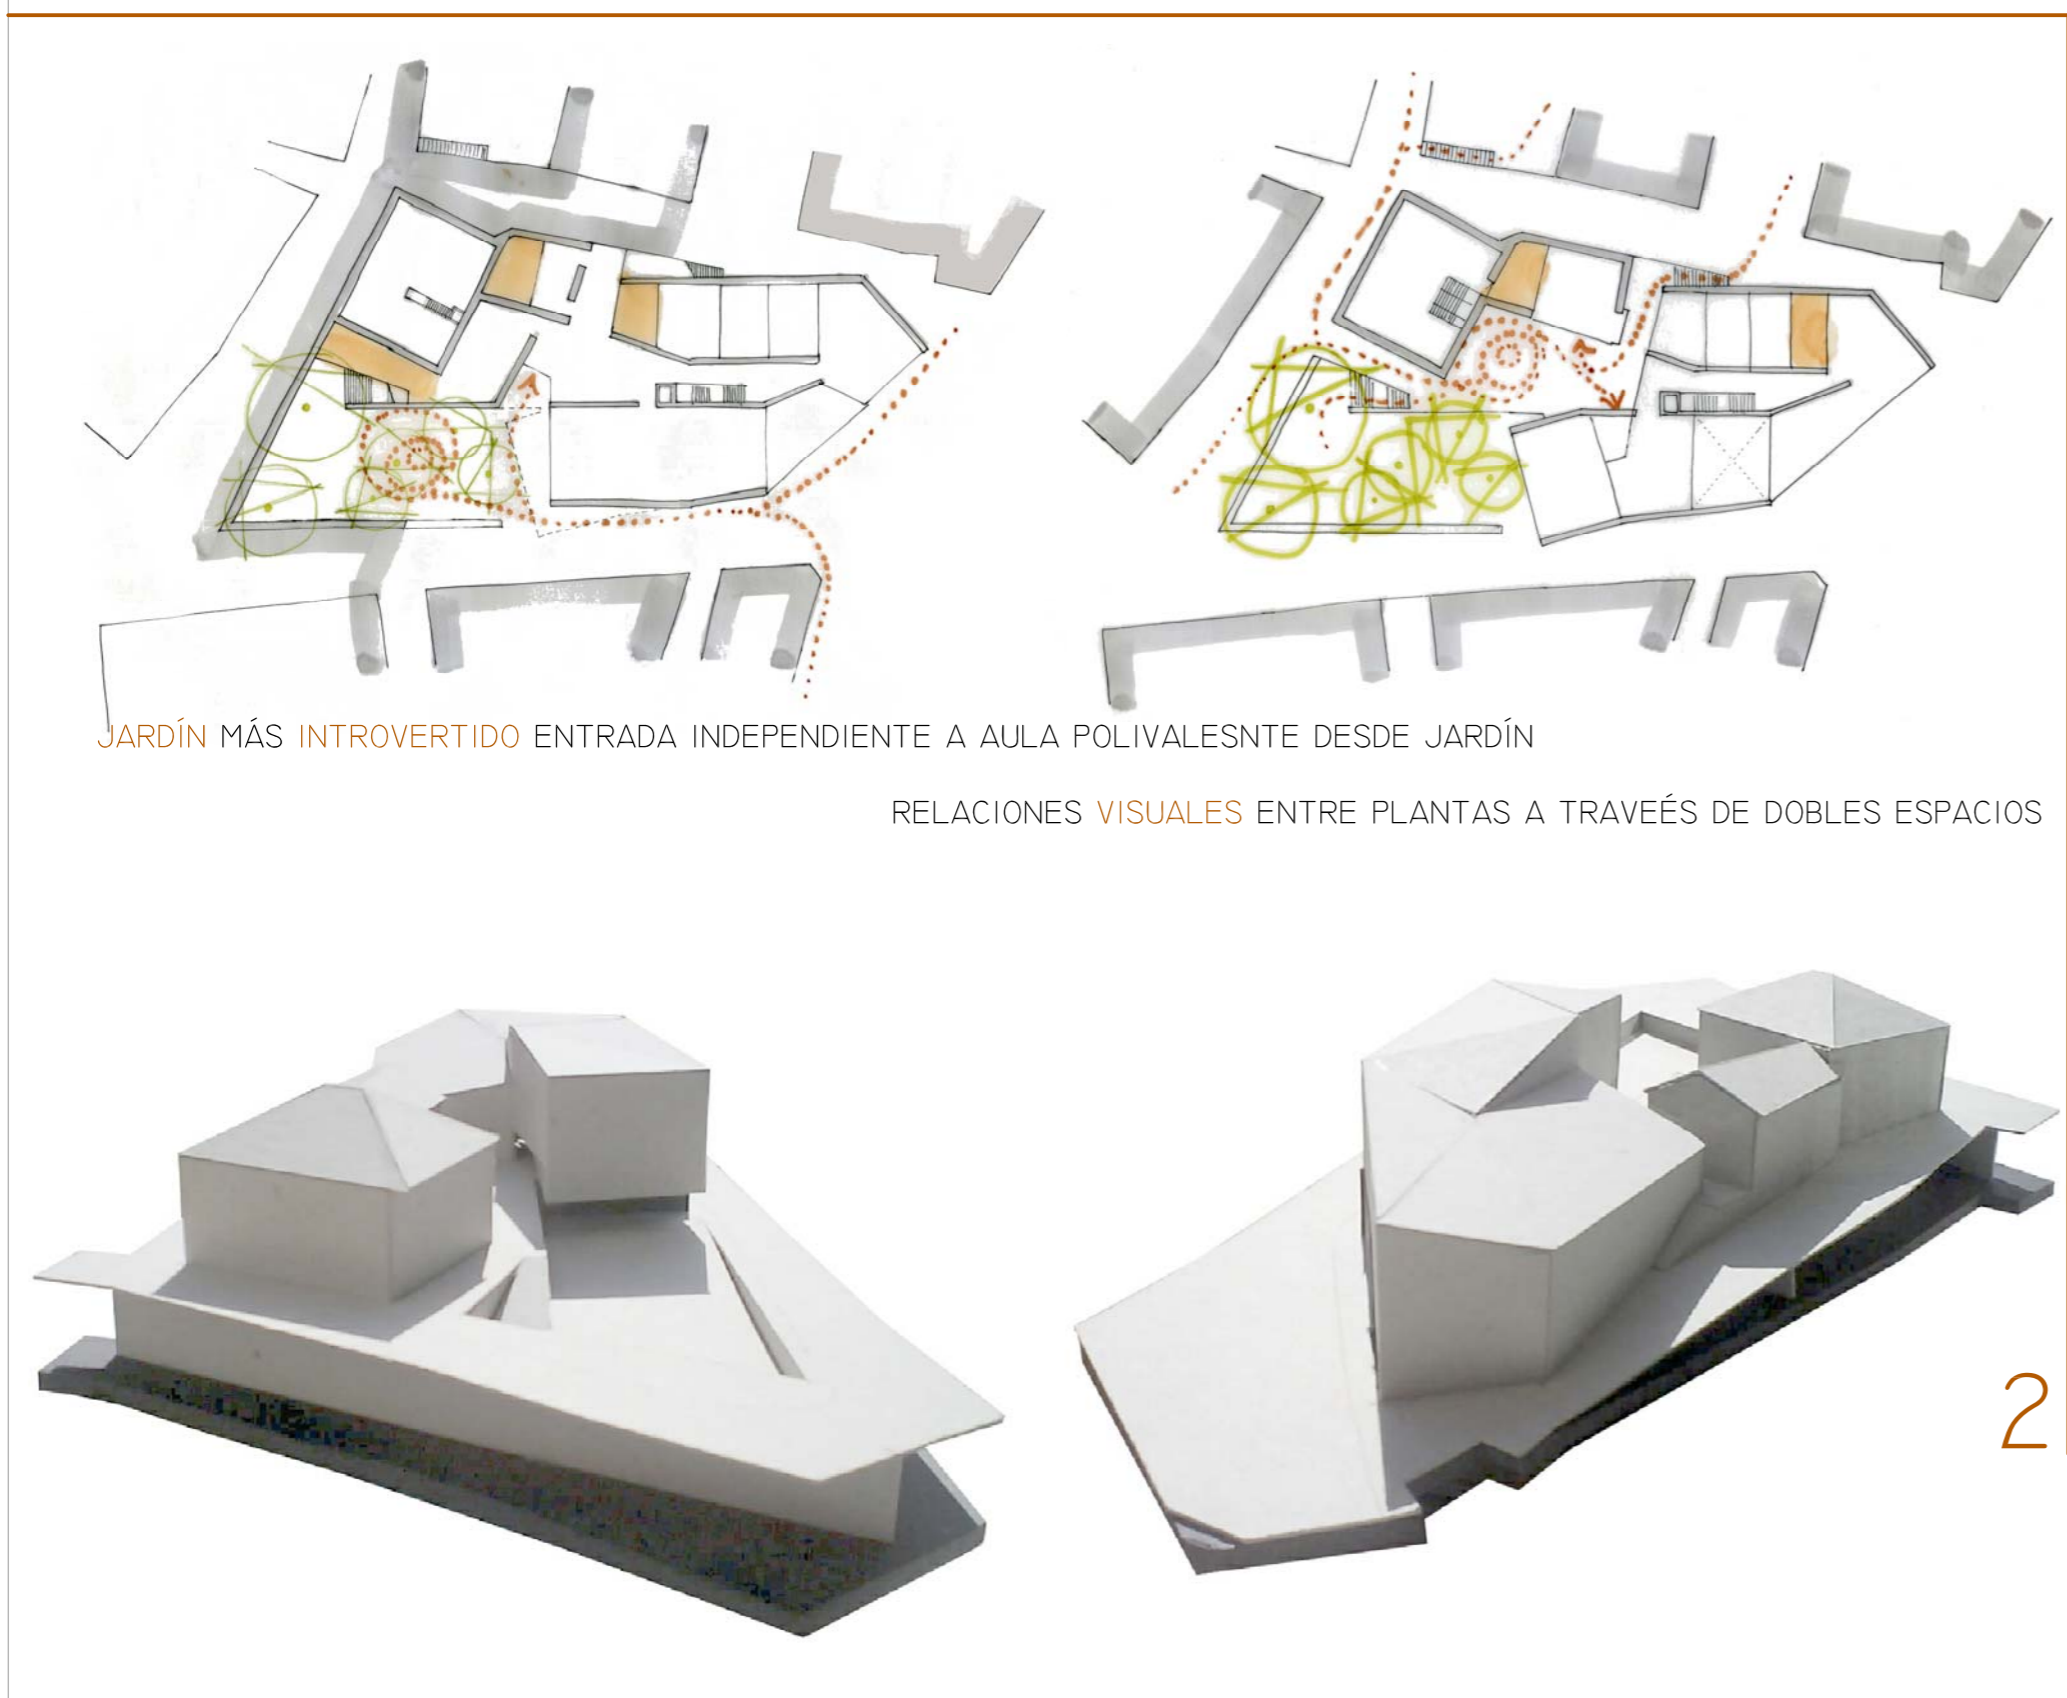 JARDÍN MÁS INTROVERTIDO ENTRADA INDEPENDIENTE A AULA POLIVALESNTE DESDE JARDÍN
RELACIONES VISUALES ENTRE PLANTAS A TRAVEÉS DE DOBLES ESPACIOS
2